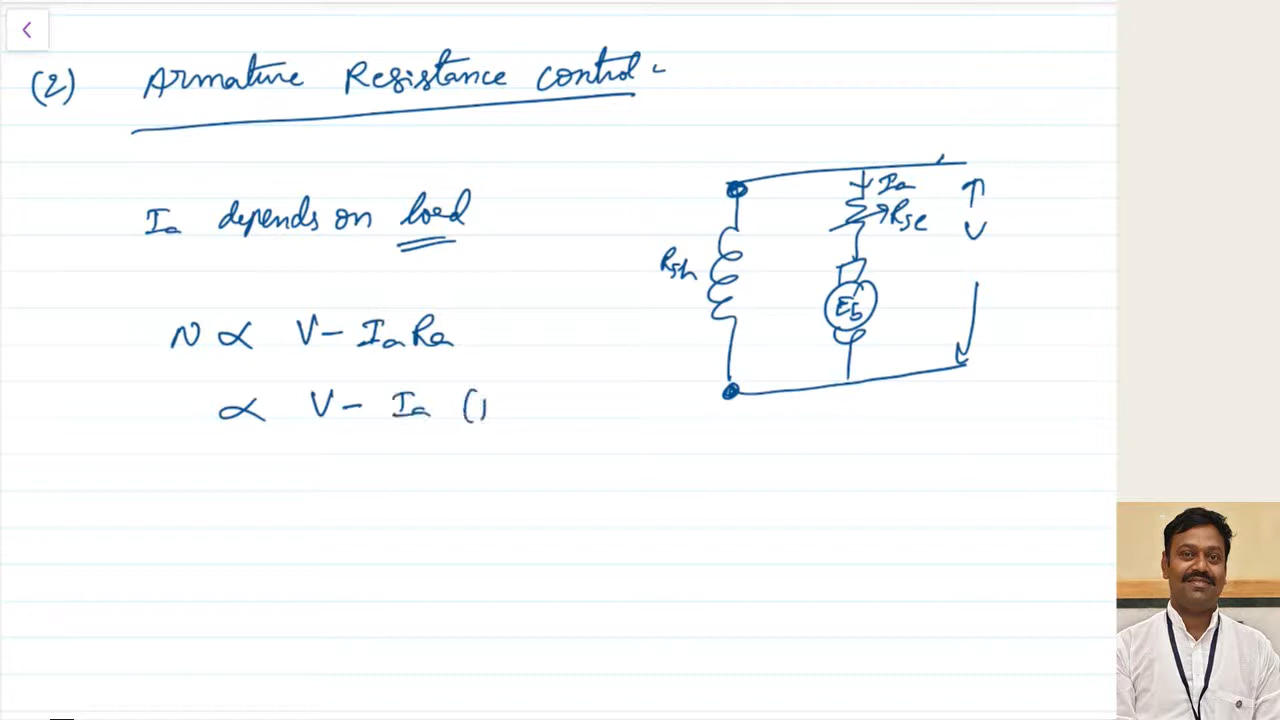 (2) Armature Resistance control -
Ia depends on load
N ∝ V - IaRa
∝ V - Ia (
Ia
Rse
V
Rsh
Eb